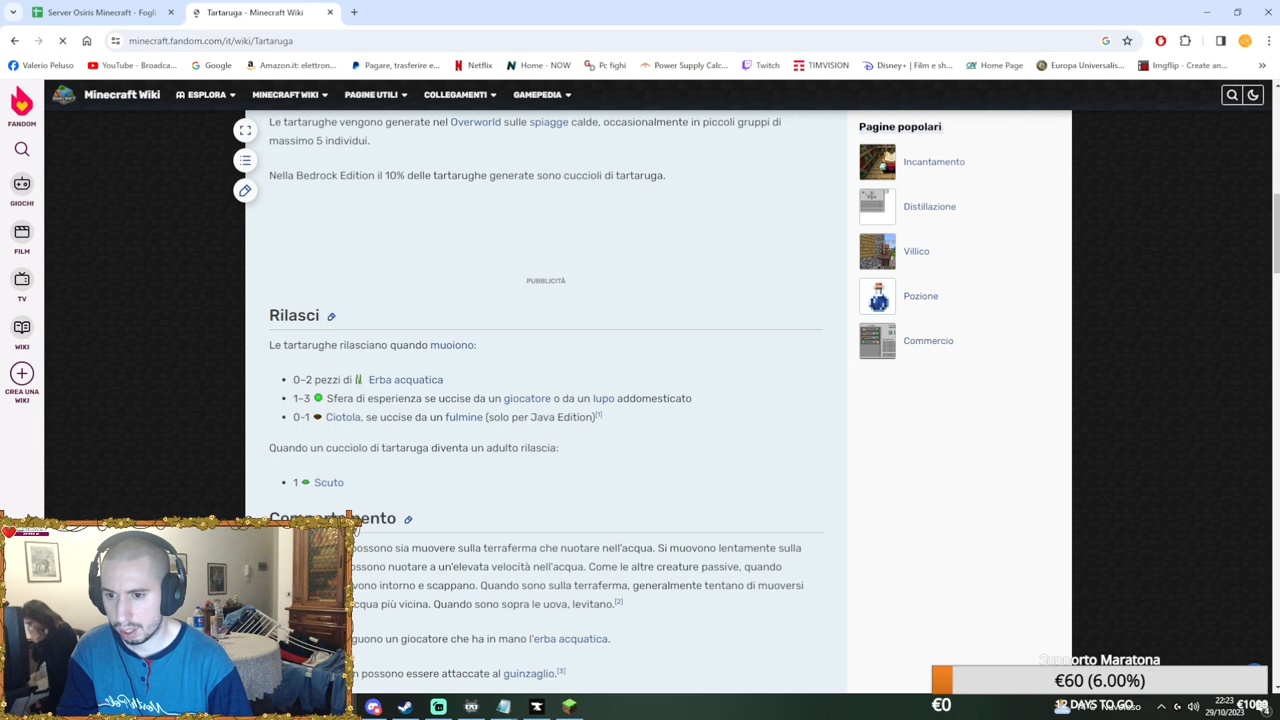 Server Osiris Minecraft - Fogli
Tartaruga - Minecraft Wiki
minecraft.fandom.com/it/wiki/Tartaruga
Valerio Peluso
YouTube - Broadca...
Google
Amazon.it: elettron...
Pagare, trasferire e...
Netflix
Home - NOW
Pc fighi
Power Supply Calc...
Twitch
TIMVISION
Disney+ | Film e sh...
Home Page
Europa Universalis...
Imgflip - Create an...
FANDOM
GIOCHI
FILM
TV
WIKI
CREA UNA
WIKI
Minecraft Wiki
ESPLORA
MINECRAFT WIKI
PAGINE UTILI
COLLEGAMENTI
GAMEPEDIA
Le tartarughe vengono generate nel Overworld sulle spiagge calde, occasionalmente in piccoli gruppi di
massimo 5 individui.
Nella Bedrock Edition il 10% delle tartarughe generate sono cuccioli di tartaruga.
PUBBLICITÀ
Rilasci
Le tartarughe rilasciano quando muoiono:
• 0–2 pezzi di Erba acquatica
• 1–3 Sfera di esperienza se uccise da un giocatore o da un lupo addomesticato
• 0-1 Ciotola, se uccise da un fulmine (solo per Java Edition)[1]
Quando un cucciolo di tartaruga diventa un adulto rilascia:
• 1 Scuto
possono sia muovere sulla terraferma che nuotare nell'acqua. Si muovono lentamente sulla
possono nuotare a un'elevata velocità nell'acqua. Come le altre creature passive, quando
intorno e scappano. Quando sono sulla terraferma, generalmente tentano di muoversi
più vicina. Quando sono sopra le uova, levitano.[2]
un giocatore che ha in mano l'erba acquatica.
possono essere attaccate al guinzaglio.[3]
Pagine popolari
Incantamento
Distillazione
Villico
Pozione
Commercio
Supporto Maratona
€60 (6.00%)
€0
12 DAYS TO GO
22:23
29/10/2023